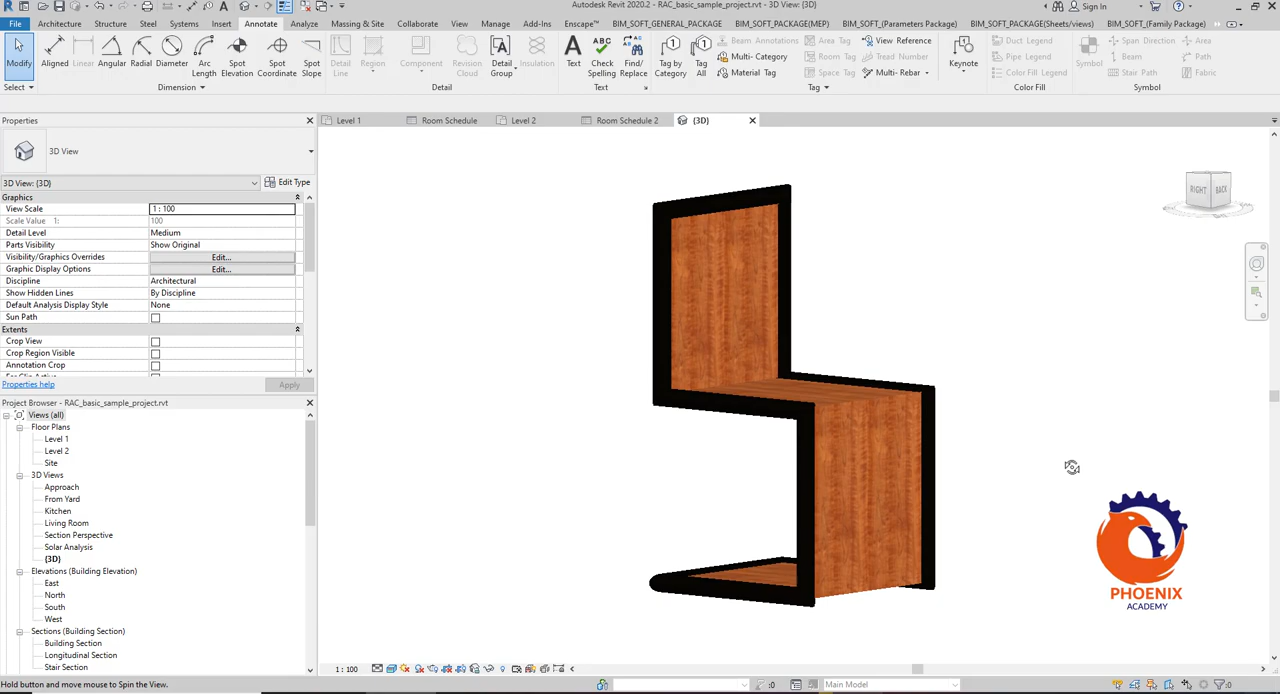 Autodesk Revit 2020.2 - RAC_basic_sample_project.rvt - 3D View: {3D}
Sign In
File Architecture Structure Steel Systems Insert Annotate Analyze Massing & Site Collaborate View Manage Add-Ins Enscape™ BIM_SOFT_GENERAL_PACKAGE BIM_SOFT_PACKAGE(MEP) BIM_SOFT_(Parameters Package) BIM_SOFT_PACKAGE(Sheets/views) BIM_SOFT_(Family Package)
Modify
Select
Aligned
Linear
Angular
Radial
Diameter
Arc Length
Spot Elevation
Spot Coordinate
Spot Slope
Dimension
Detail Line
Region
Component
Revision Cloud
Detail Group
Insulation
Detail
Text
ABC
Check Spelling
Find/ Replace
Text
Tag by Category
Tag All
Beam Annotations
Multi- Category
Material Tag
Area Tag
Room Tag
Space Tag
View Reference
Tread Number
Multi- Rebar
Tag
Keynote
Duct Legend
Pipe Legend
Color Fill Legend
Color Fill
Symbol
Span Direction
Beam
Stair Path
Area
Path
Fabric
Symbol
Properties
3D View
3D View: {3D}
Edit Type
Graphics
View Scale 1 : 100
Scale Value 1: 100
Detail Level Medium
Parts Visibility Show Original
Visibility/Graphics Overrides Edit...
Graphic Display Options Edit...
Discipline Architectural
Show Hidden Lines By Discipline
Default Analysis Display Style None
Sun Path
Extents
Crop View
Crop Region Visible
Annotation Crop
Properties help
Apply
Project Browser - RAC_basic_sample_project.rvt
Views (all)
Floor Plans
Level 1
Level 2
Site
3D Views
Approach
From Yard
Kitchen
Living Room
Section Perspective
Solar Analysis
{3D}
Elevations (Building Elevation)
East
North
South
West
Sections (Building Section)
Building Section
Longitudinal Section
Stair Section
Level 1
Room Schedule
Level 2
Room Schedule 2
{3D}
RIGHT
BACK
PHOENIX
ACADEMY
1 : 100
Hold button and move mouse to Spin the View.
:0
Main Model
:0